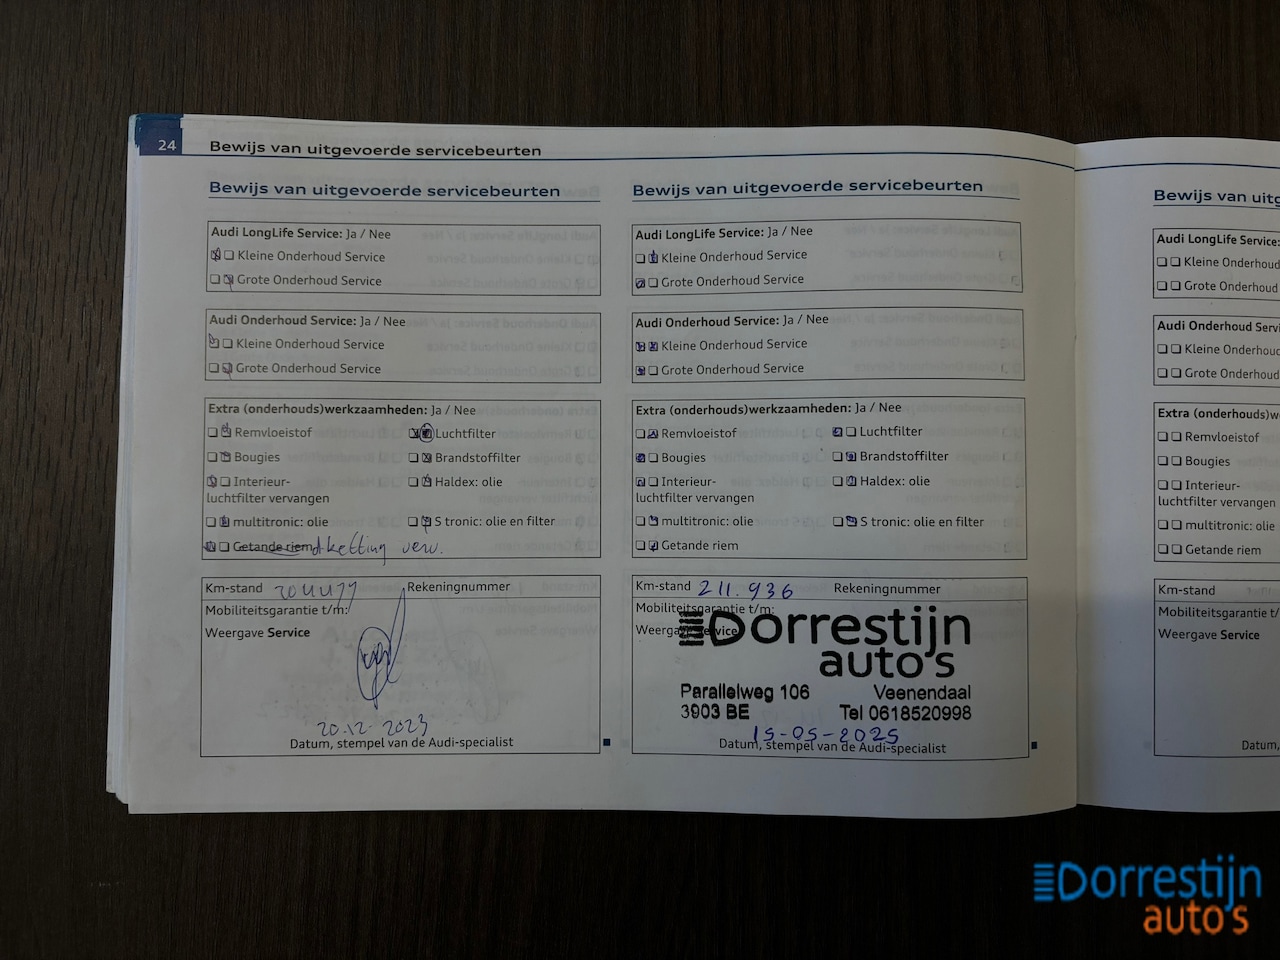 24
Bewijs van uitgevoerde servicebeurten
Bewijs van uitgevoerde servicebeurten
Audi LongLife Service: Ja / Nee
Kleine Onderhoud Service
Grote Onderhoud Service
Audi Onderhoud Service: Ja / Nee
Kleine Onderhoud Service
Grote Onderhoud Service
Extra (onderhouds)werkzaamheden: Ja / Nee
Remvloeistof Luchtfilter
Bougies Brandstoffilter
Interieur- Haldex: olie
luchtfilter vervangen
multitronic: olie S tronic: olie en filter
Getande riem ketting verv.
Km-stand Rekeningnummer
Mobiliteitsgarantie t/m:
Weergave Service
20.12.2023
Datum, stempel van de Audi-specialist
Bewijs van uitgevoerde servicebeurten
Audi LongLife Service: Ja / Nee
Kleine Onderhoud Service
Grote Onderhoud Service
Audi Onderhoud Service: Ja / Nee
Kleine Onderhoud Service
Grote Onderhoud Service
Extra (onderhouds)werkzaamheden: Ja / Nee
Remvloeistof Luchtfilter
Bougies Brandstoffilter
Interieur- Haldex: olie
luchtfilter vervangen
multitronic: olie S tronic: olie en filter
Getande riem
Km-stand 211.936 Rekeningnummer
Mobiliteitsgarantie t/m:
Weergave Service
Dorrestijn
auto's
Parallelweg 106 Veenendaal
3903 BE Tel 0618520998
15-05-2025
Datum, stempel van de Audi-specialist
Bewijs van uitg
Audi LongLife Service:
Kleine Onderhoud
Grote Onderhoud
Audi Onderhoud Servi
Kleine Onderhoud
Grote Onderhoud
Extra (onderhouds)w
Remvloeistof
Bougies
Interieur-
luchtfilter vervangen
multitronic: olie
Getande riem
Km-stand
Mobiliteitsgarantie t/
Weergave Service
Datum,
Dorrestijn
auto's